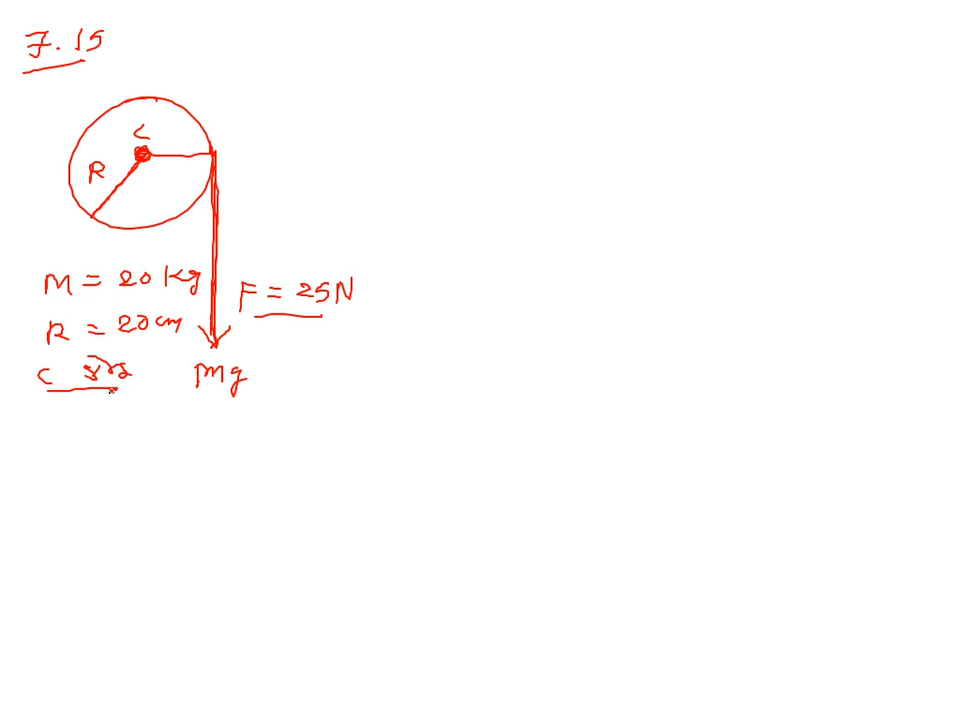 7.15
C
R
M = 20 kg
F = 25N
R = 20 cm
C
Mg